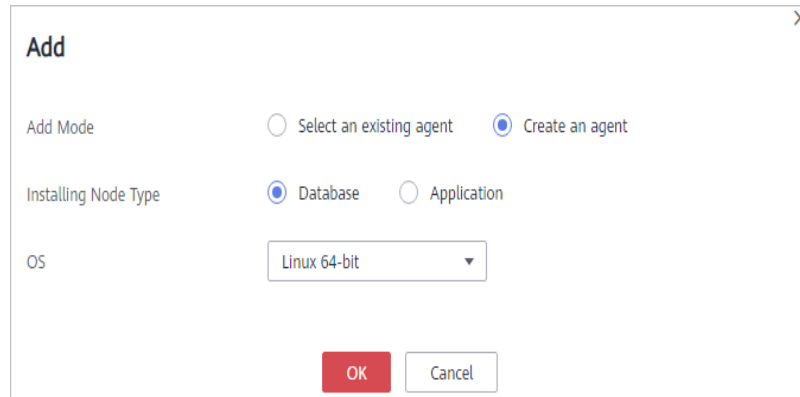 Add
Add Mode Select an existing agent Create an agent
Installing Node Type Database Application
OS Linux 64-bit
OK Cancel